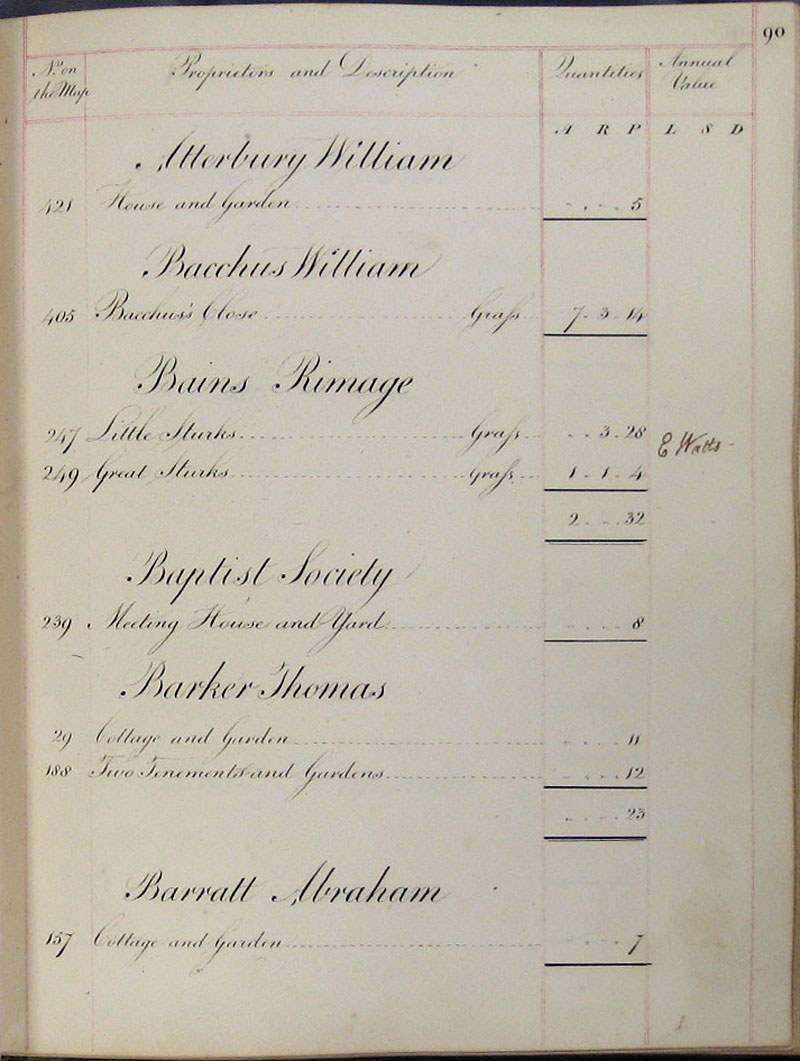 90
No. on the Map Proprietors and Description Quantities Annual Value
A R P L S D
Atterbury William
421 House and Garden 5
Bacchus William
405 Bacchus's Close Grass 7 - 3 - 14
Bains Rimage
247 Little Sturks Grass 3 - 28 E Watts -
249 Great Sturks Grass 1 - 1 - 4
2 32
Baptist Society
239 Meeting House and Yard 8
Barker Thomas
29 Cottage and Garden 11
188 Two Tenements and Gardens 12
23
Barratt Abraham
157 Cottage and Garden 7